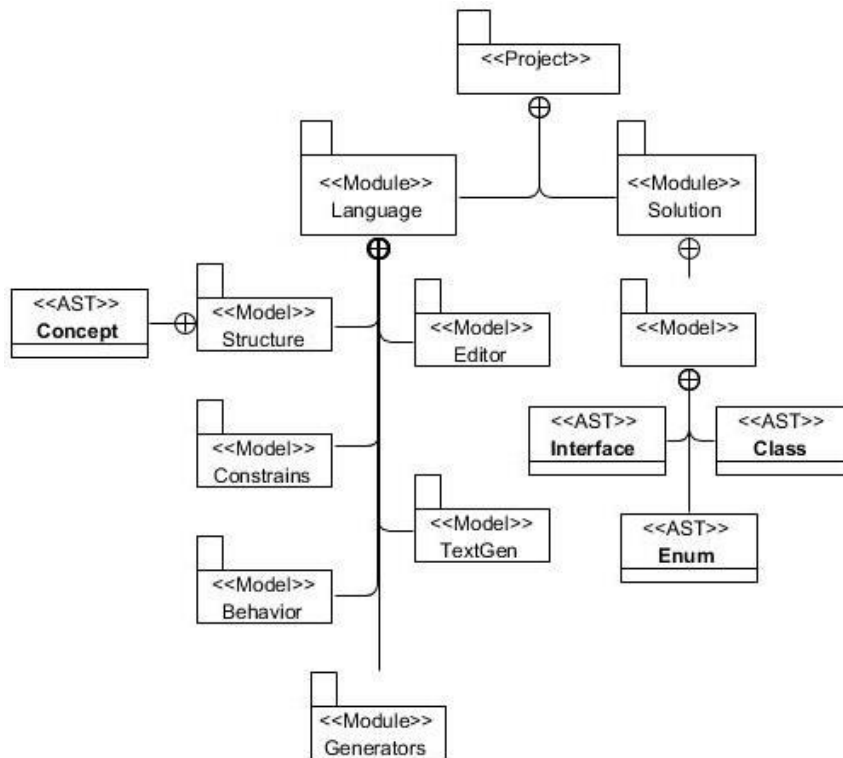 <<Project>>
<<Module>>
Language
<<Module>>
Solution
<<AST>>
Concept
<<Model>>
Structure
<<Model>>
Editor
<<Model>>
<<AST>>
Interface
<<AST>>
Class
<<Model>>
Constrains
<<Model>>
TextGen
<<AST>>
Enum
<<Model>>
Behavior
<<Module>>
Generators